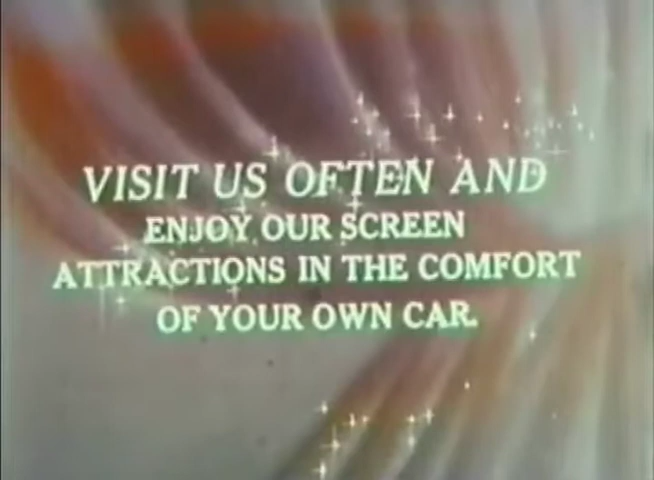 VISIT US OFTEN AND
ENJOY OUR SCREEN
ATTRACTIONS IN THE COMFORT
OF YOUR OWN CAR.